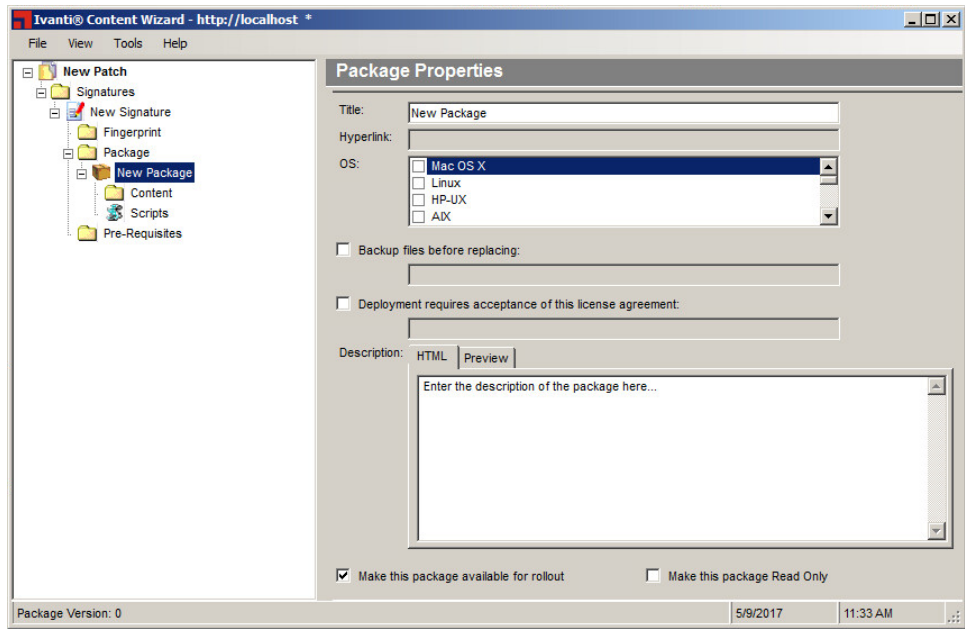 Ivanti® Content Wizard - http://localhost *
File View Tools Help
New Patch
Signatures
New Signature
Fingerprint
Package
New Package
Content
Scripts
Pre-Requisites
Package Properties
Title: New Package
Hyperlink:
OS: Mac OS X
Linux
HP-UX
AIX
Backup files before replacing:
Deployment requires acceptance of this license agreement:
Description: HTML Preview
Enter the description of the package here...
Make this package available for rollout Make this package Read Only
Package Version: 0 5/9/2017 11:33 AM